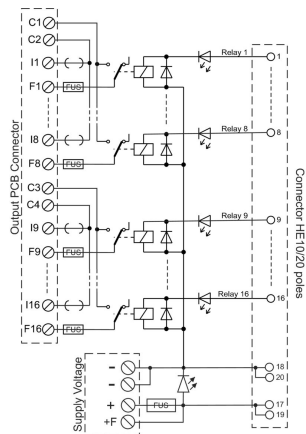 C1
C2
I1
F1
FUS
I8
F8
FUS
C3
C4
I9
F9
FUS
I16
F16
FUS
Output PCB Connector
Relay 1
1
Relay 8
8
Relay 9
9
Relay 16
16
Connector HE10/20 poles
Supply Voltage
-
-
+
+F
FUS
18
20
17
19